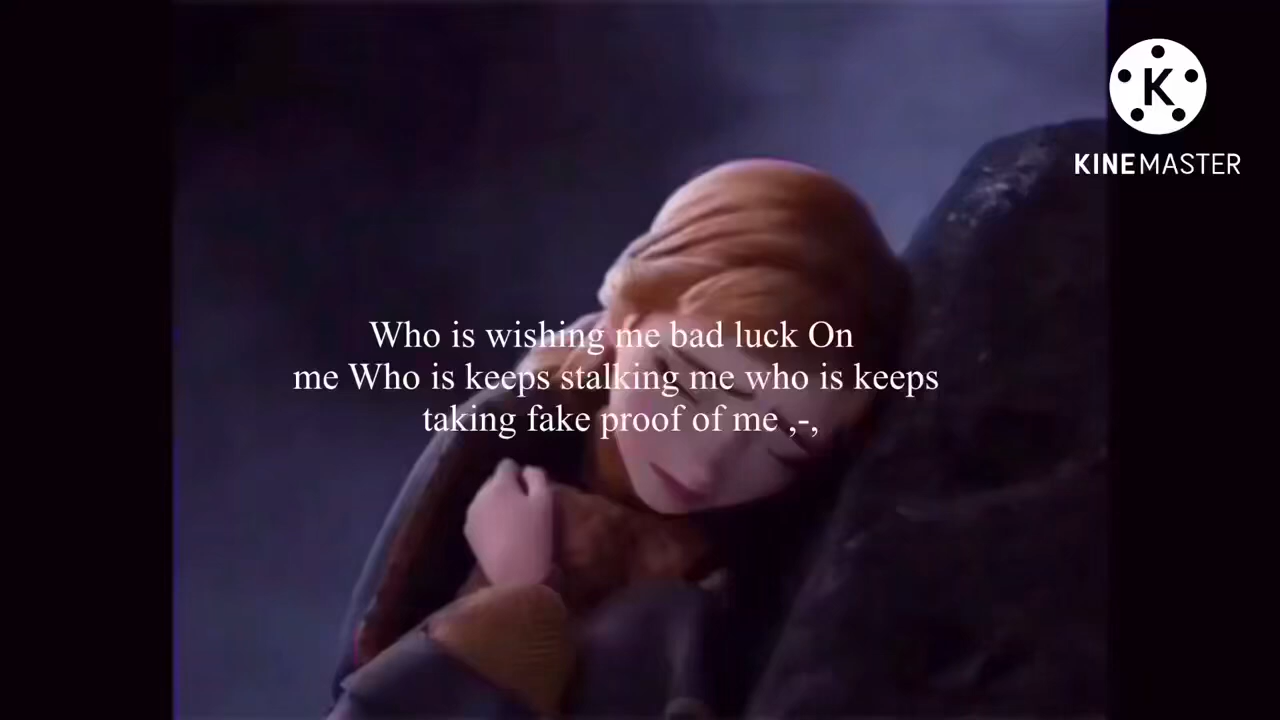 K
KINEMASTER
Who is wishing me bad luck On
me Who is keeps stalking me who is keeps
taking fake proof of me ,-,